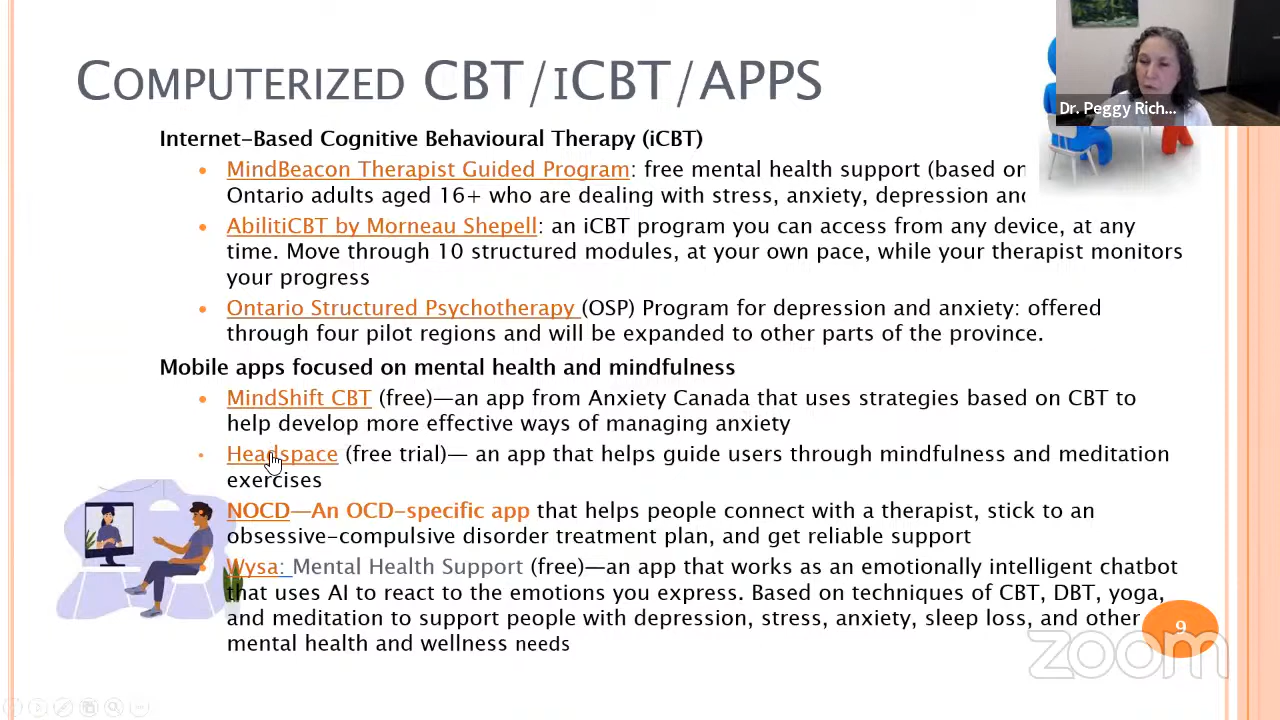 COMPUTERIZED CBT/ICBT/APPS
Dr. Peggy Rich...
Internet-Based Cognitive Behavioural Therapy (iCBT)
• MindBeacon Therapist Guided Program: free mental health support (based on
Ontario adults aged 16+ who are dealing with stress, anxiety, depression and
• AbilitiCBT by Morneau Shepell: an iCBT program you can access from any device, at any
time. Move through 10 structured modules, at your own pace, while your therapist monitors
your progress
• Ontario Structured Psychotherapy (OSP) Program for depression and anxiety: offered
through four pilot regions and will be expanded to other parts of the province.
Mobile apps focused on mental health and mindfulness
• MindShift CBT (free)—an app from Anxiety Canada that uses strategies based on CBT to
help develop more effective ways of managing anxiety
• Headspace (free trial)— an app that helps guide users through mindfulness and meditation
exercises
NOCD—An OCD-specific app that helps people connect with a therapist, stick to an
obsessive-compulsive disorder treatment plan, and get reliable support
Wysa: Mental Health Support (free)—an app that works as an emotionally intelligent chatbot
that uses AI to react to the emotions you express. Based on techniques of CBT, DBT, yoga,
and meditation to support people with depression, stress, anxiety, sleep loss, and other
mental health and wellness needs
9
zoom